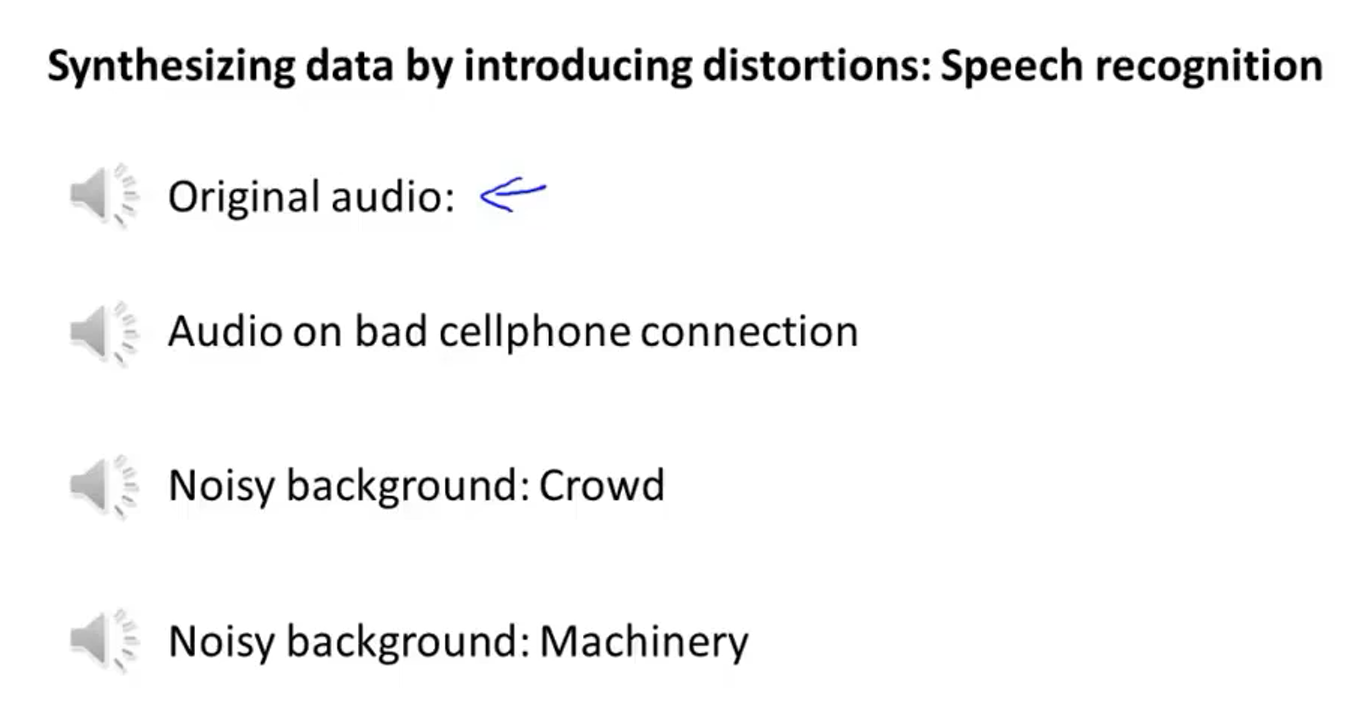 Synthesizing data by introducing distortions: Speech recognition
Original audio:
Audio on bad cellphone connection
Noisy background: Crowd
Noisy background: Machinery